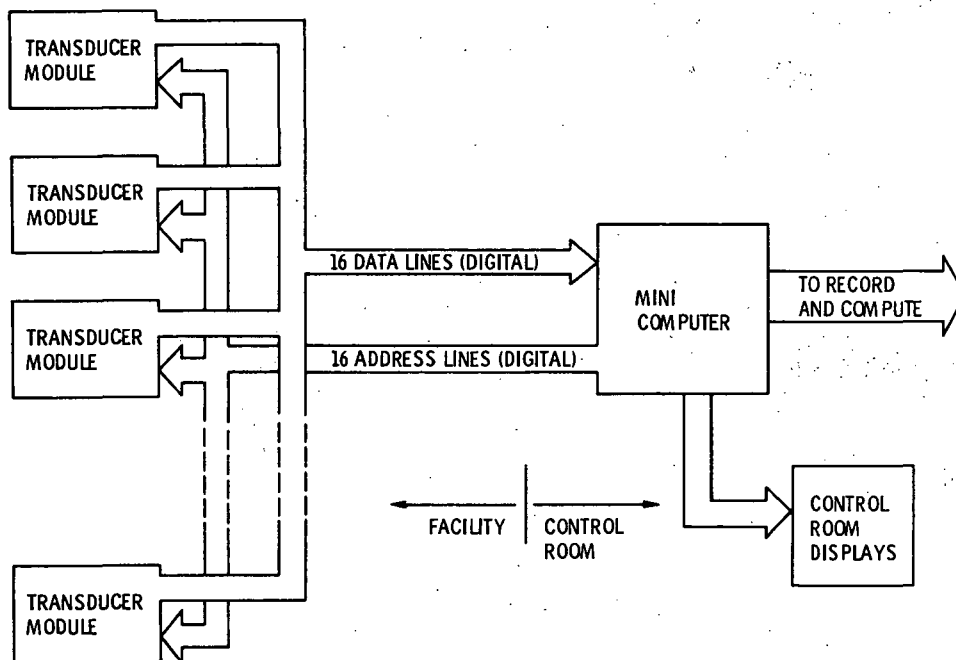 TRANSDUCER
MODULE
TRANSDUCER
MODULE
TRANSDUCER
MODULE
TRANSDUCER
MODULE
16 DATA LINES (DIGITAL)
16 ADDRESS LINES (DIGITAL)
MINI
COMPUTER
TO RECORD
AND COMPUTE
FACILITY
CONTROL
ROOM
CONTROL
ROOM
DISPLAYS